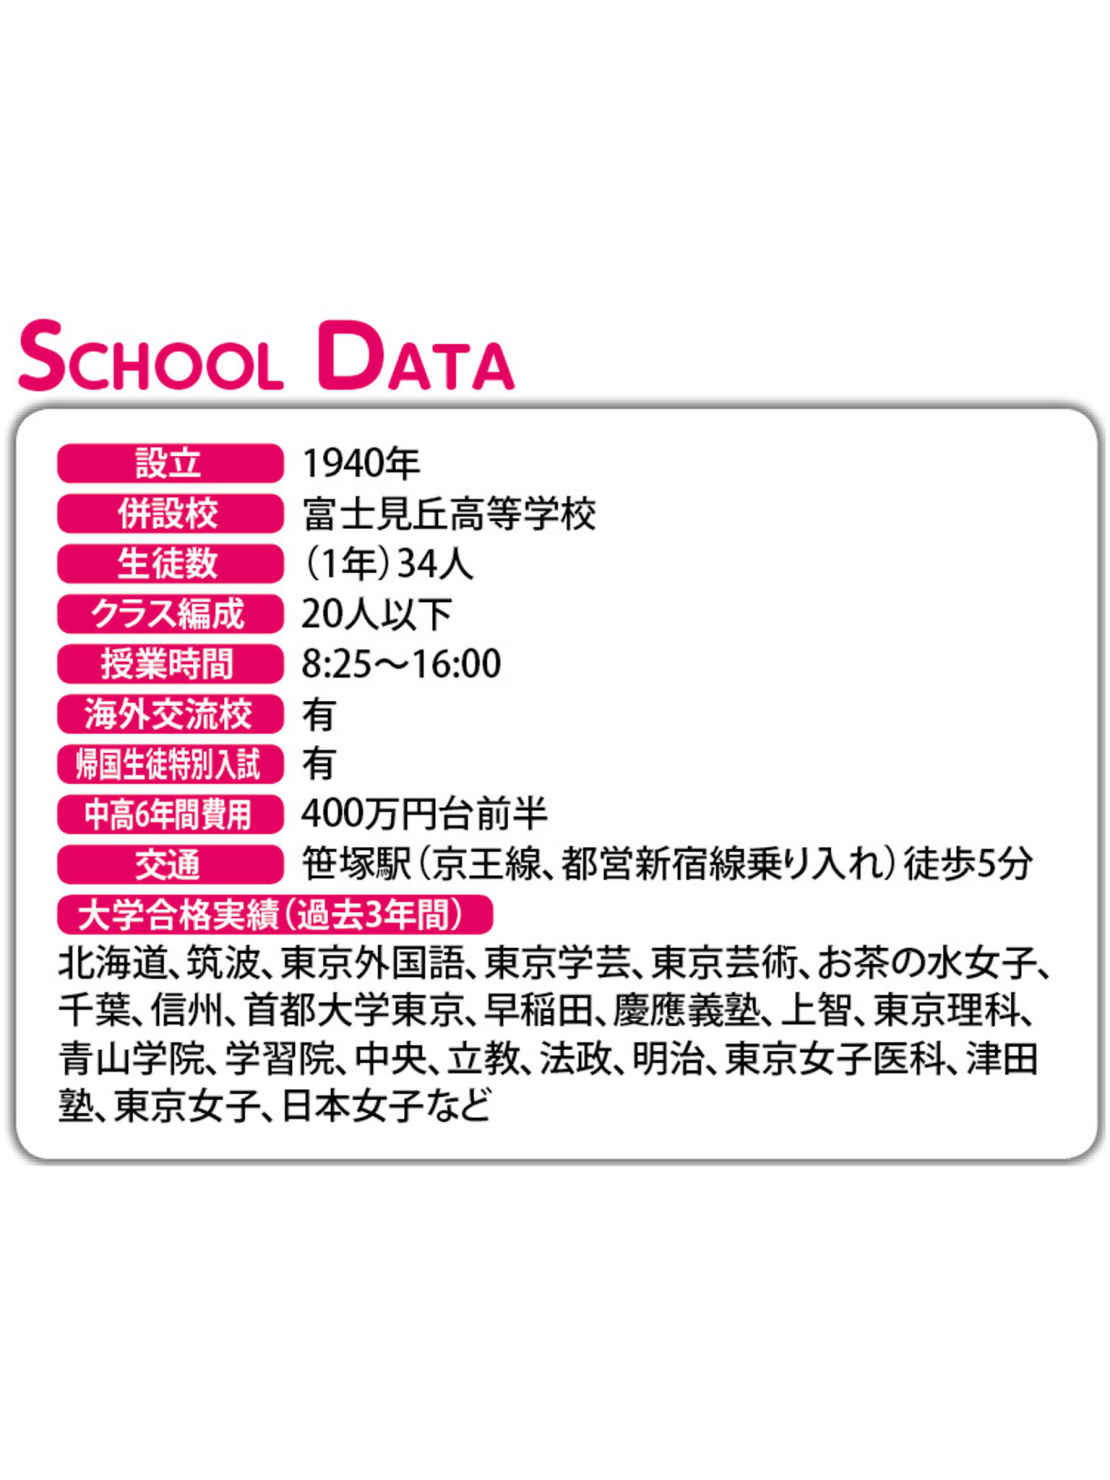 SCHOOL DATA
設立 1940年
併設校 富士見丘高等学校
生徒数 (1年)34人
クラス編成 20人以下
授業時間 8:25〜16:00
海外交流校 有
帰国生徒特別入試 有
中高6年間費用 400万円台前半
交通 笹塚駅(京王線、都営新宿線乗り入れ)徒歩5分
大学合格実績(過去3年間)
北海道、筑波、東京外国語、東京学芸、東京芸術、お茶の水女子、
千葉、信州、首都大学東京、早稲田、慶應義塾、上智、東京理科、
青山学院、学習院、中央、立教、法政、明治、東京女子医科、津田
塾、東京女子、日本女子など